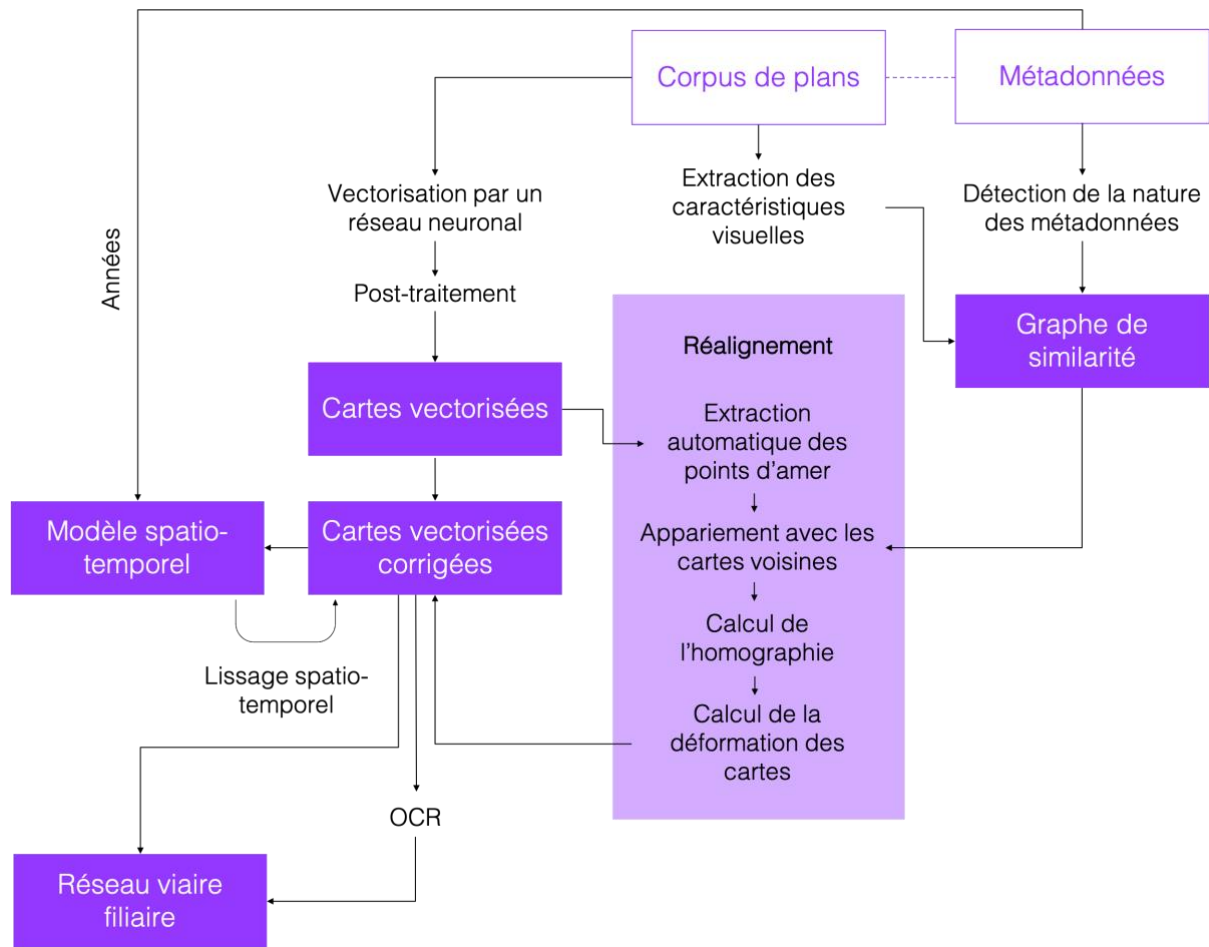 Corpus de plans
Métadonnées
Années
Vectorisation par un
réseau neuronal
Extraction des
caractéristiques
visuelles
Détection de la nature
des métadonnées
Post-traitement
Graphe de
similarité
Réalignement
Cartes vectorisées
Extraction
automatique des
points d'amer
Modèle spatio-
temporel
Cartes vectorisées
corrigées
Appariement avec les
cartes voisines
Calcul de
l'homographie
Lissage spatio-
temporel
Calcul de la
déformation des
cartes
OCR
Réseau viaire
filiaire